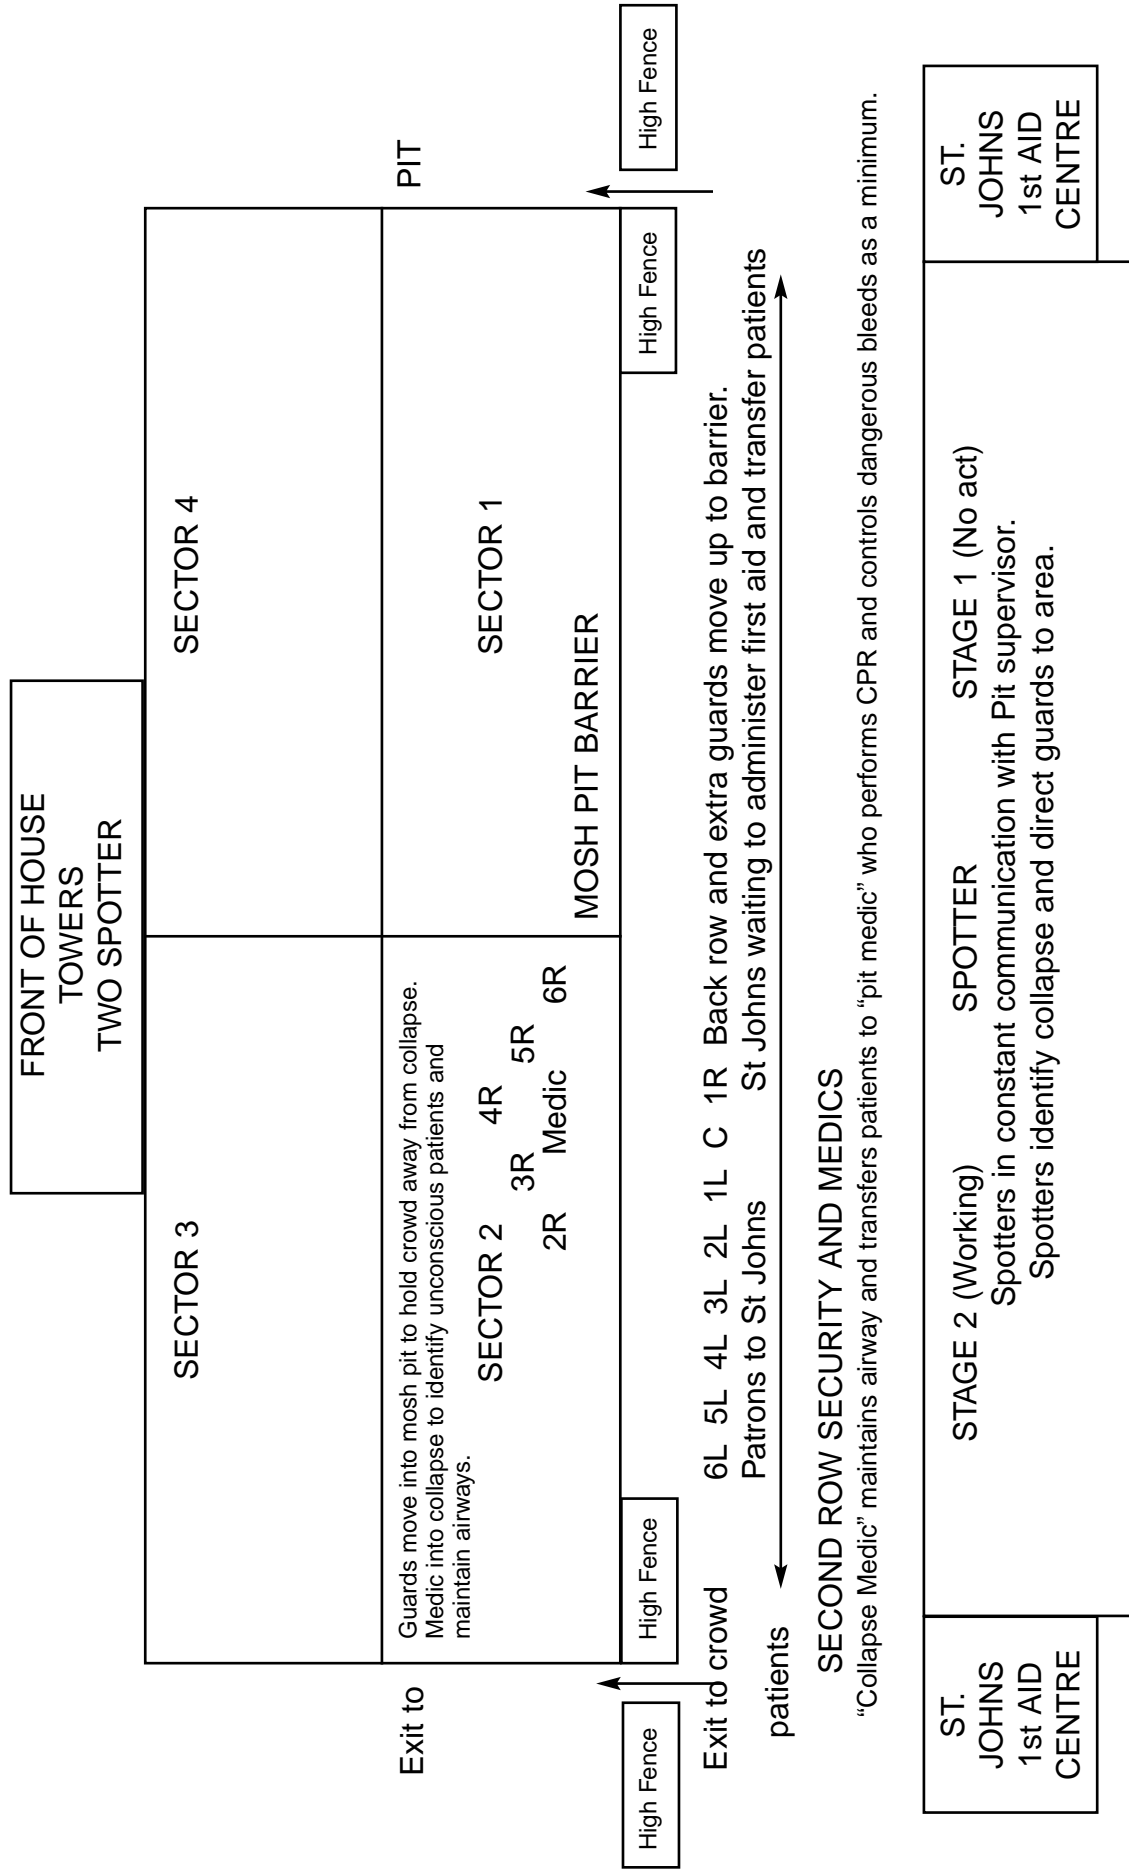 FRONT OF HOUSE
TOWERS
TWO SPOTTER
SECTOR 3
SECTOR 4
Exit to
Guards move into mosh pit to hold crowd away from collapse.
Medic into collapse to identify unconscious patients and
maintain airways.
PIT
SECTOR 2
4R
3R
5R
2R
Medic
6R
SECTOR 1
MOSH PIT BARRIER
High Fence
High Fence
High Fence
High Fence
Exit to crowd
6L 5L 4L 3L 2L 1L C 1R Back row and extra guards move up to barrier.
Patrons to St Johns
St Johns waiting to administer first aid and transfer patients
patients
SECOND ROW SECURITY AND MEDICS
“Collapse Medic” maintains airway and transfers patients to “pit medic” who performs CPR and controls dangerous bleeds as a minimum.
ST.
JOHNS
1st AID
CENTRE
STAGE 2 (Working) SPOTTER STAGE 1 (No act)
Spotters in constant communication with Pit supervisor.
Spotters identify collapse and direct guards to area.
ST.
JOHNS
1st AID
CENTRE